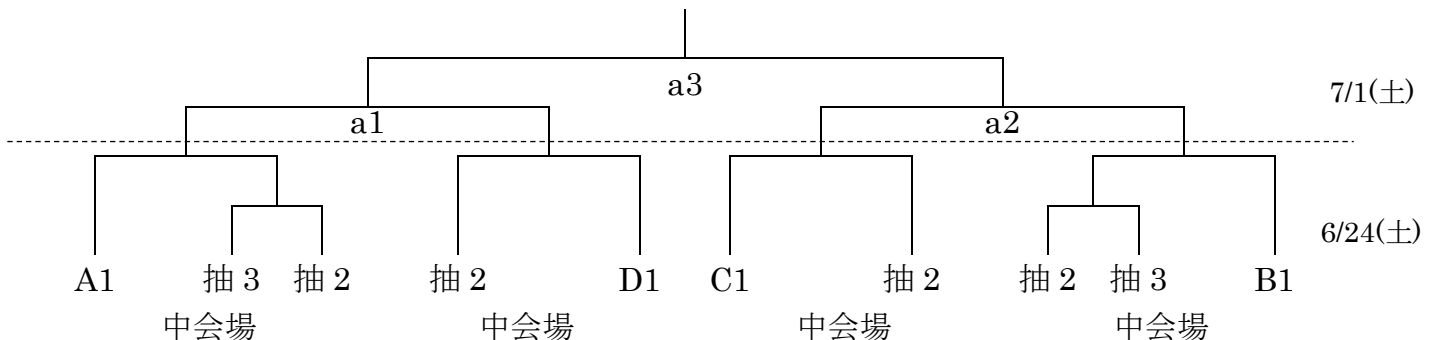 a3
7/1(土)
a1 a2
6/24(土)
A1 抽 3 抽 2 抽 2 D1 C1 抽 2 抽 2 抽 3 B1
中会場 中会場 中会場 中会場